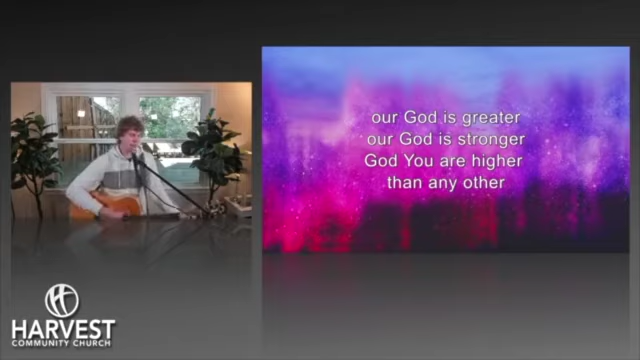 our God is greater
our God is stronger
God You are higher
than any other
HARVEST
COMMUNITY CHURCH